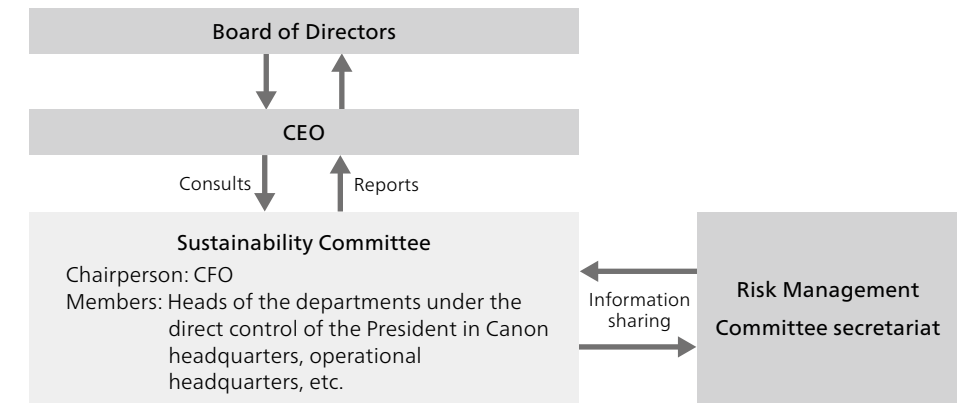 Board of Directors
CEO
Consults
Reports
Sustainability Committee
Chairperson: CFO
Members: Heads of the departments under the
direct control of the President in Canon
headquarters, operational
headquarters, etc.
Information
sharing
Risk Management
Committee secretariat